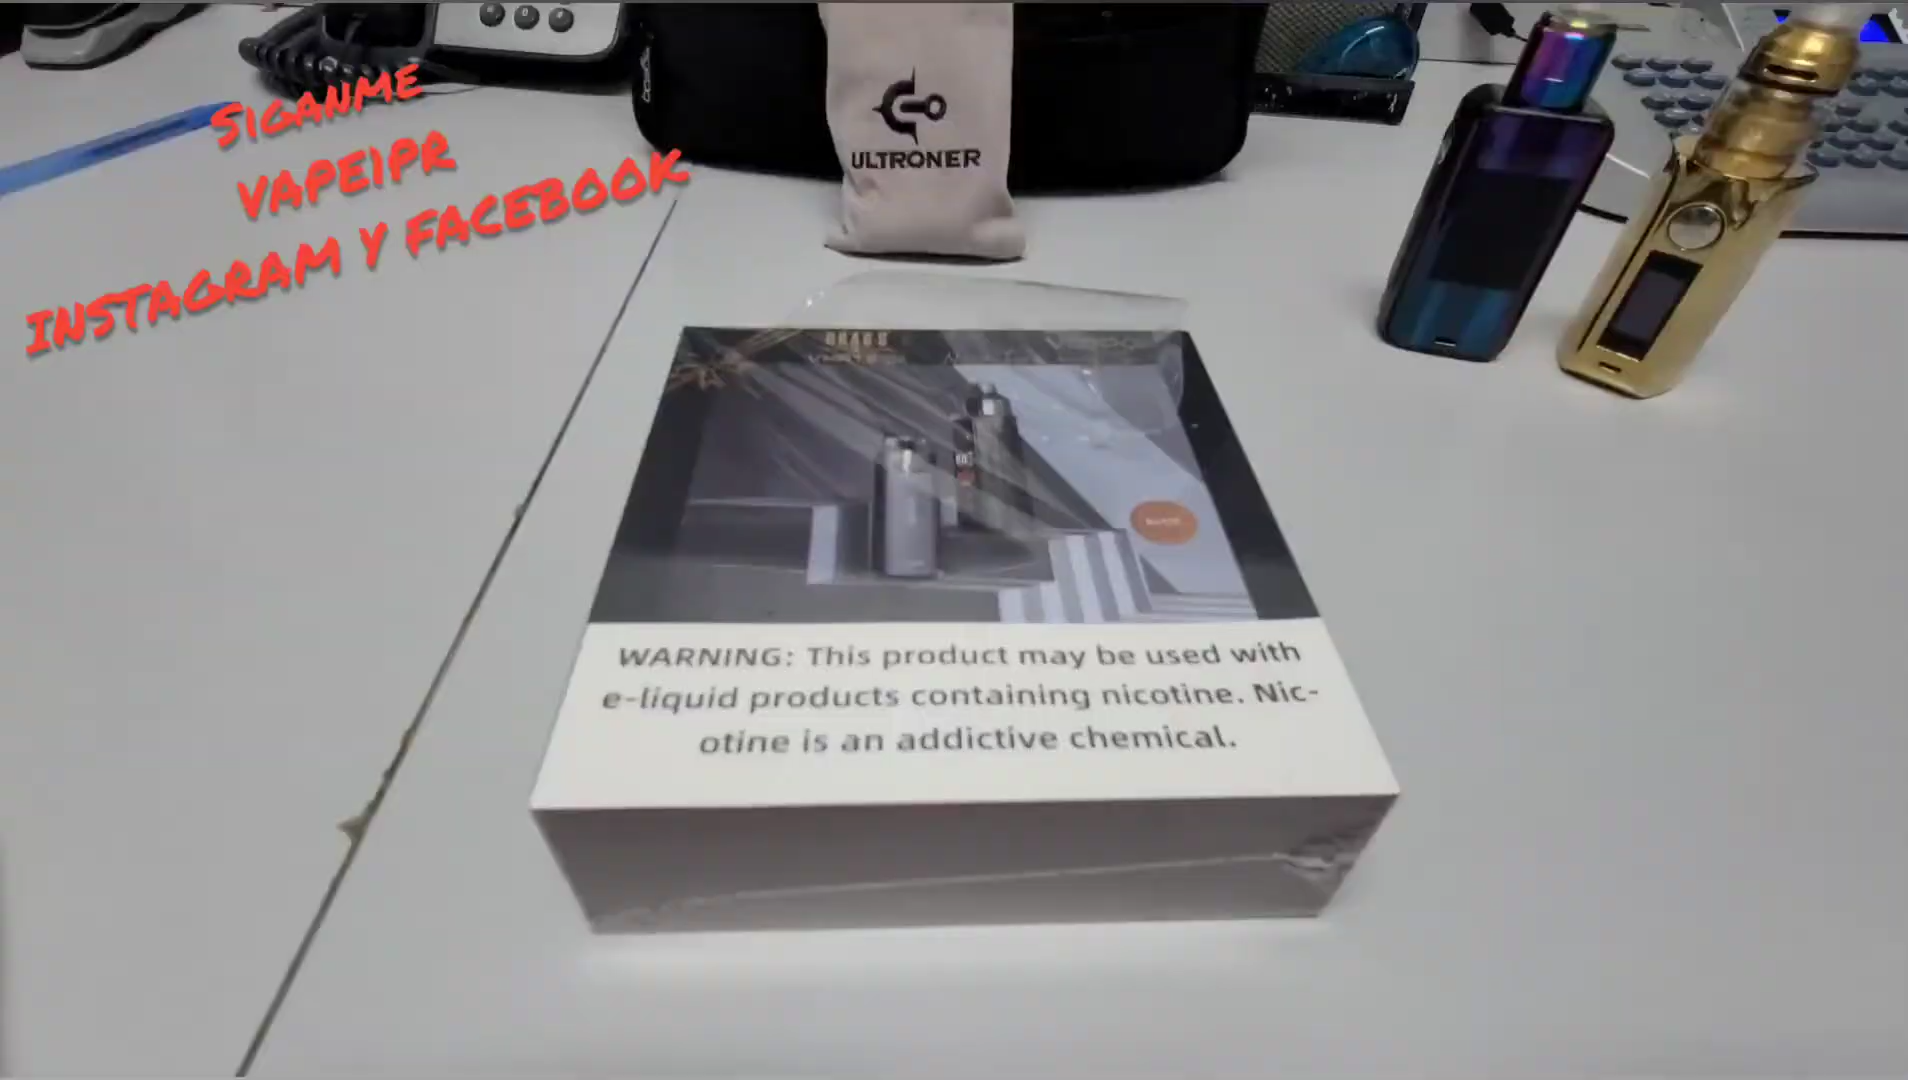 SIGANME
VAPE1PR
INSTAGRAM Y FACEBOOK
ULTRONER
WARNING: This product may be used with
e-liquid products containing nicotine. Nic-
otine is an addictive chemical.